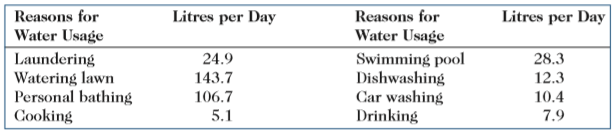 Reasons for Water Usage Litres per Day Reasons for Water Usage Litres per Day
Laundering 24.9 Swimming pool 28.3
Watering lawn 143.7 Dishwashing 12.3
Personal bathing 106.7 Car washing 10.4
Cooking 5.1 Drinking 7.9